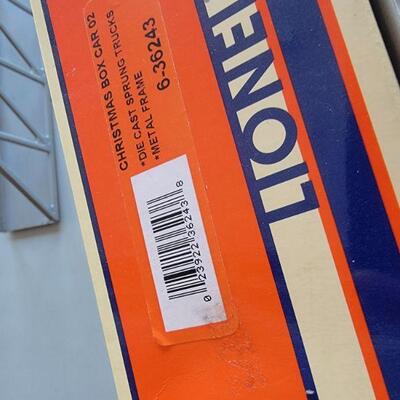 CHRISTMAS BOX CAR 02
*DIE CAST SPRUNG TRUCKS
*METAL FRAME
6-36243
0 23922 36243 8
LIONEL